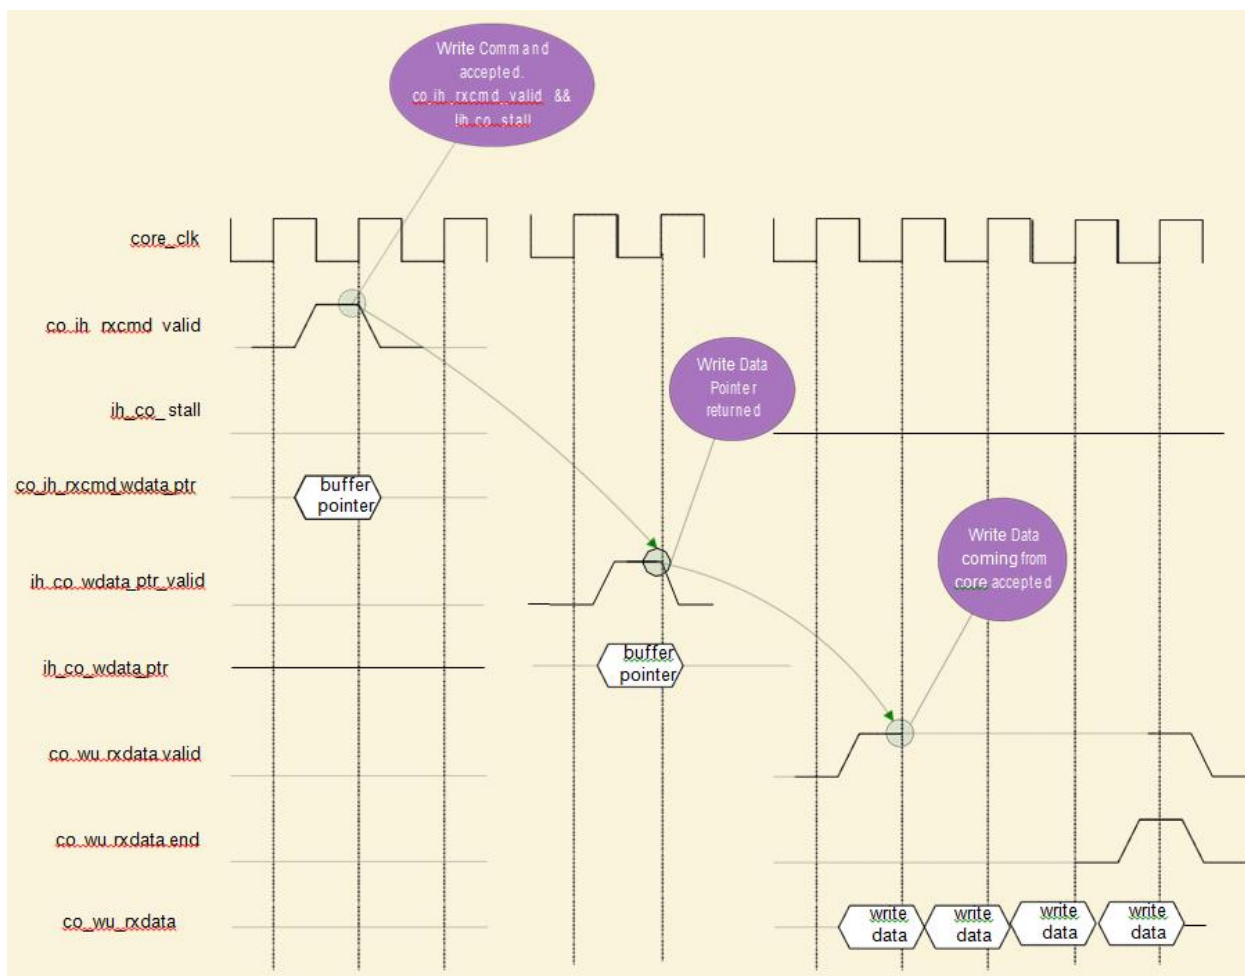 Write Command
accepted.
co_ih_rxcmd_valid &&
!ih_co_stall
core_clk
co_ih_rxcmd_valid
Write Data
Pointer
returned
ih_co_stall
co_ih_rxcmd_wdata_ptr
buffer
pointer
Write Data
coming from
core accepted
ih_co_wdata_ptr_valid
ih_co_wdata_ptr
buffer
pointer
co_wu_rxdata_valid
co_wu_rxdata_end
co_wu_rxdata
write
data
write
data
write
data
write
data